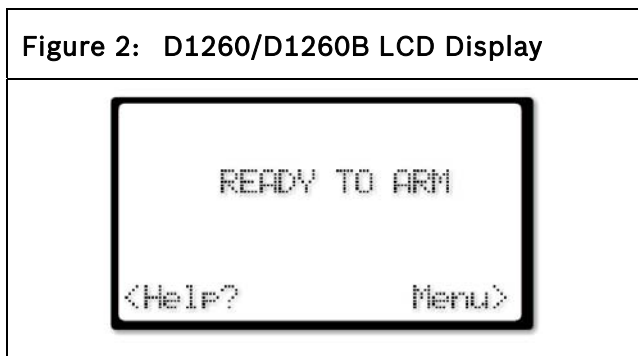 Figure 2: D1260/D1260B LCD Display
READY TO ARM
<Help? Menu>